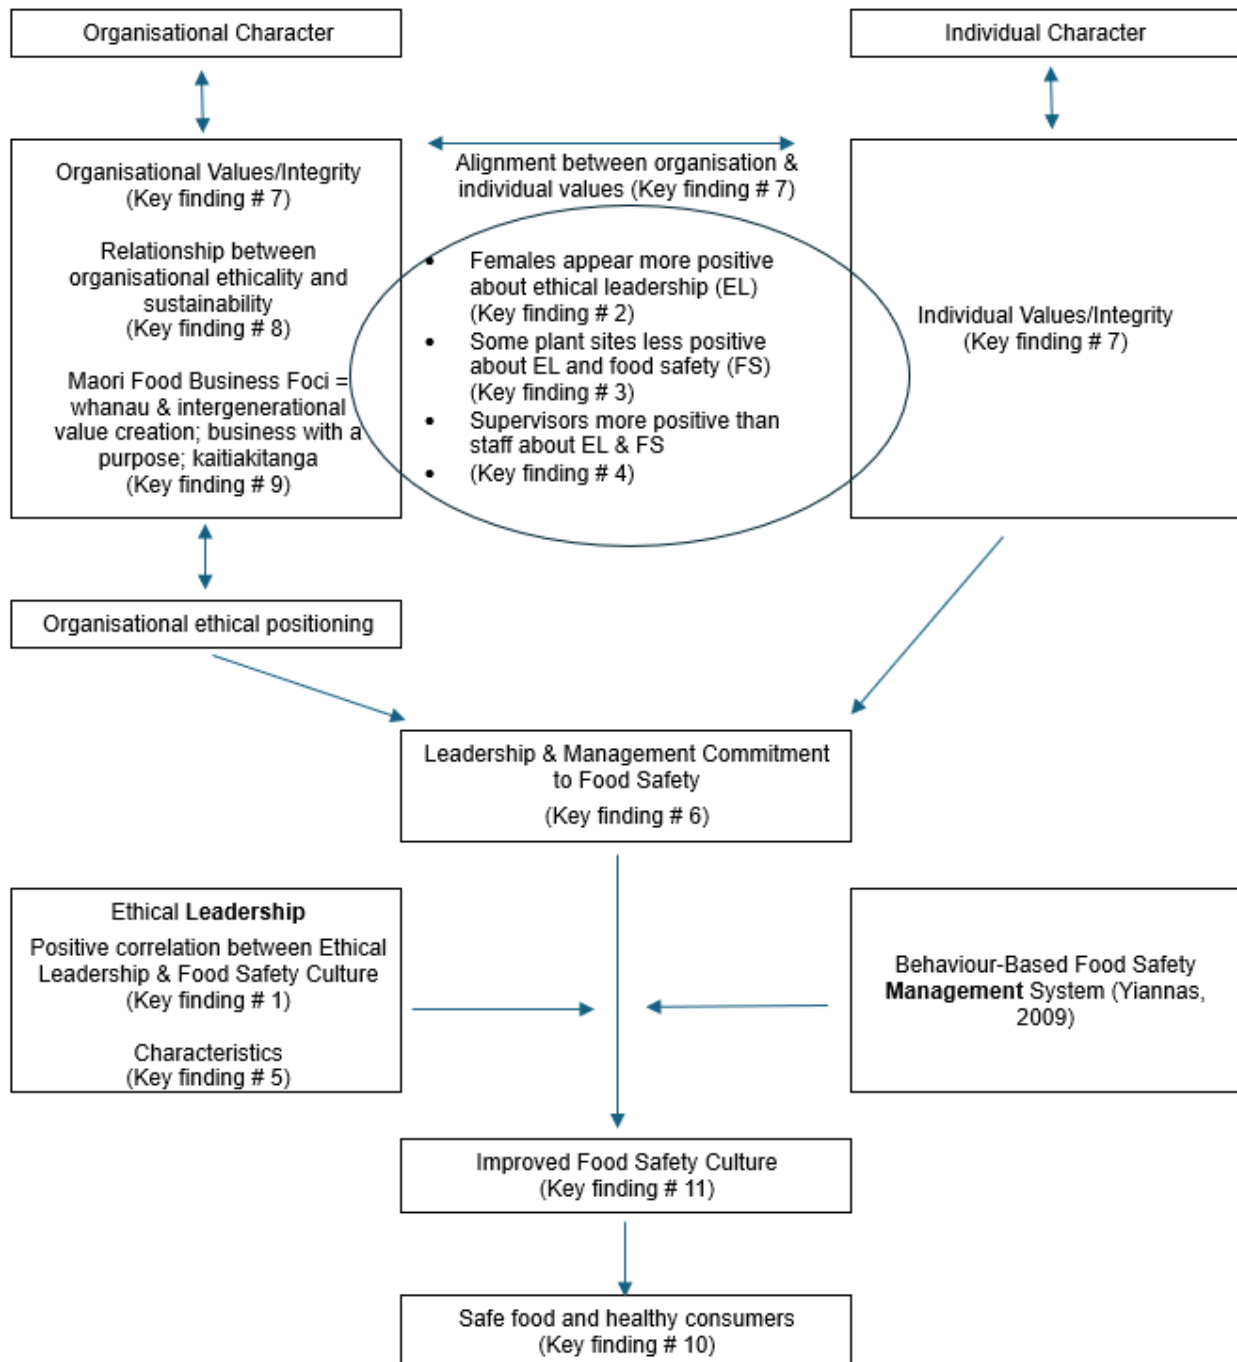 Organisational Character
Individual Character
Organisational Values/Integrity
(Key finding # 7)
Relationship between
organisational ethicality and
sustainability
(Key finding # 8)
Maori Food Business Foci =
whanau & intergenerational
value creation; business with a
purpose; kaitiakitanga
(Key finding # 9)
Alignment between organisation &
individual values (Key finding # 7)
• Females appear more positive
about ethical leadership (EL)
(Key finding # 2)
• Some plant sites less positive
about EL and food safety (FS)
(Key finding # 3)
• Supervisors more positive than
staff about EL & FS
• (Key finding # 4)
Individual Values/Integrity
(Key finding # 7)
Organisational ethical positioning
Leadership & Management Commitment
to Food Safety
(Key finding # 6)
Ethical Leadership
Positive correlation between Ethical
Leadership & Food Safety Culture
(Key finding # 1)
Characteristics
(Key finding # 5)
Behaviour-Based Food Safety
Management System (Yiannas,
2009)
Improved Food Safety Culture
(Key finding # 11)
Safe food and healthy consumers
(Key finding # 10)